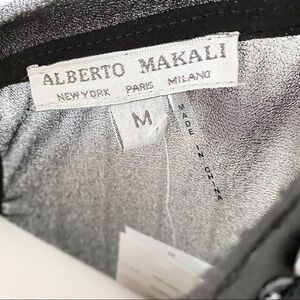 ALBERTO MAKALI
NEW YORK PARIS MILANO
M
MADE IN CHINA